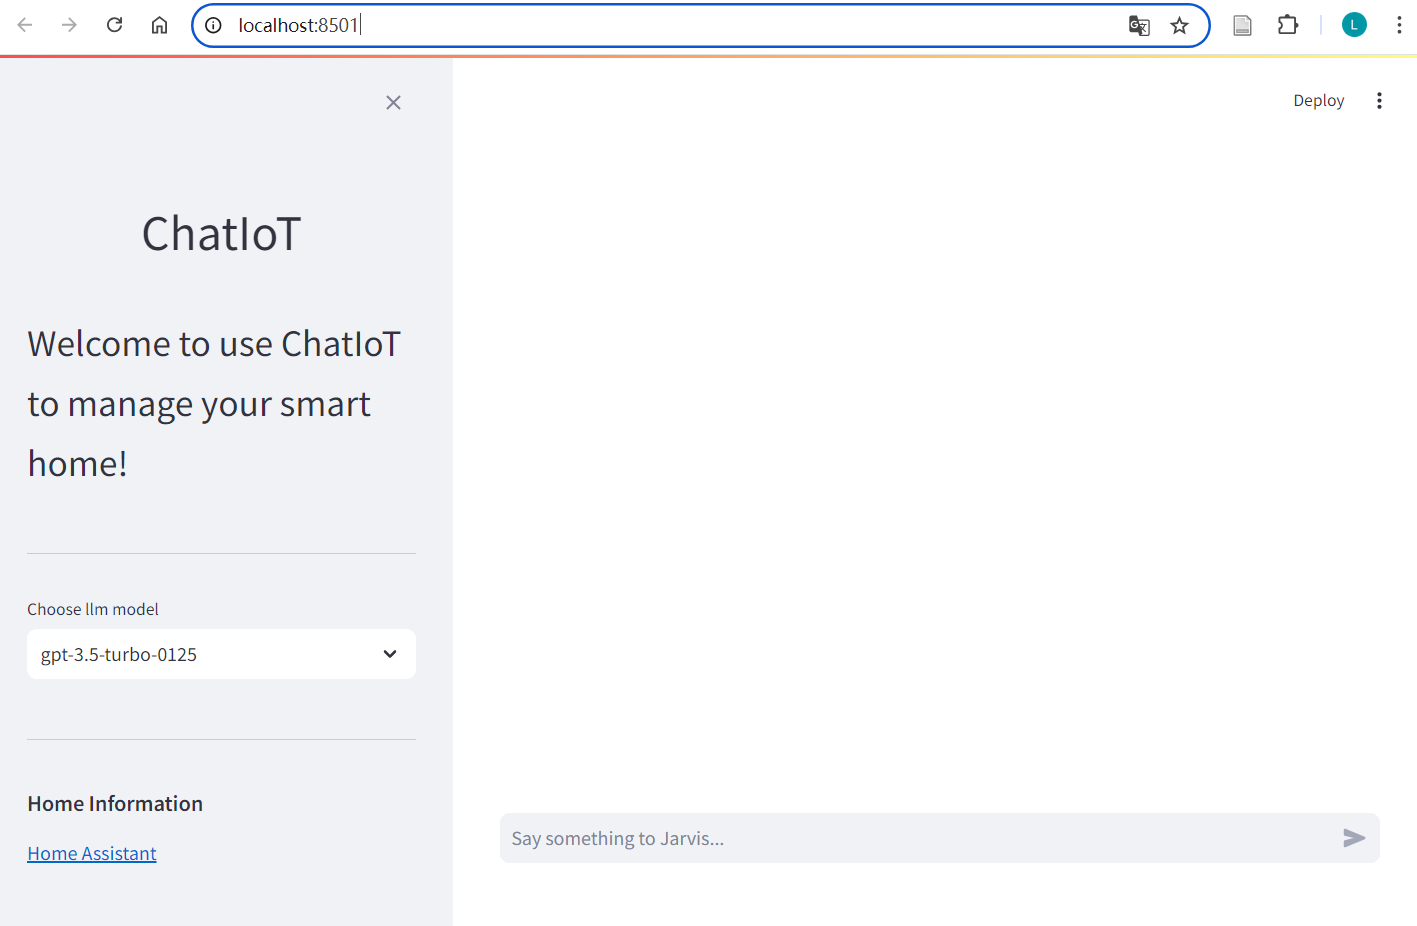 localhost:8501
L
Deploy
ChatIoT
Welcome to use ChatIoT
to manage your smart
home!
Choose llm model
gpt-3.5-turbo-0125
Home Information
Home Assistant
Say something to Jarvis...